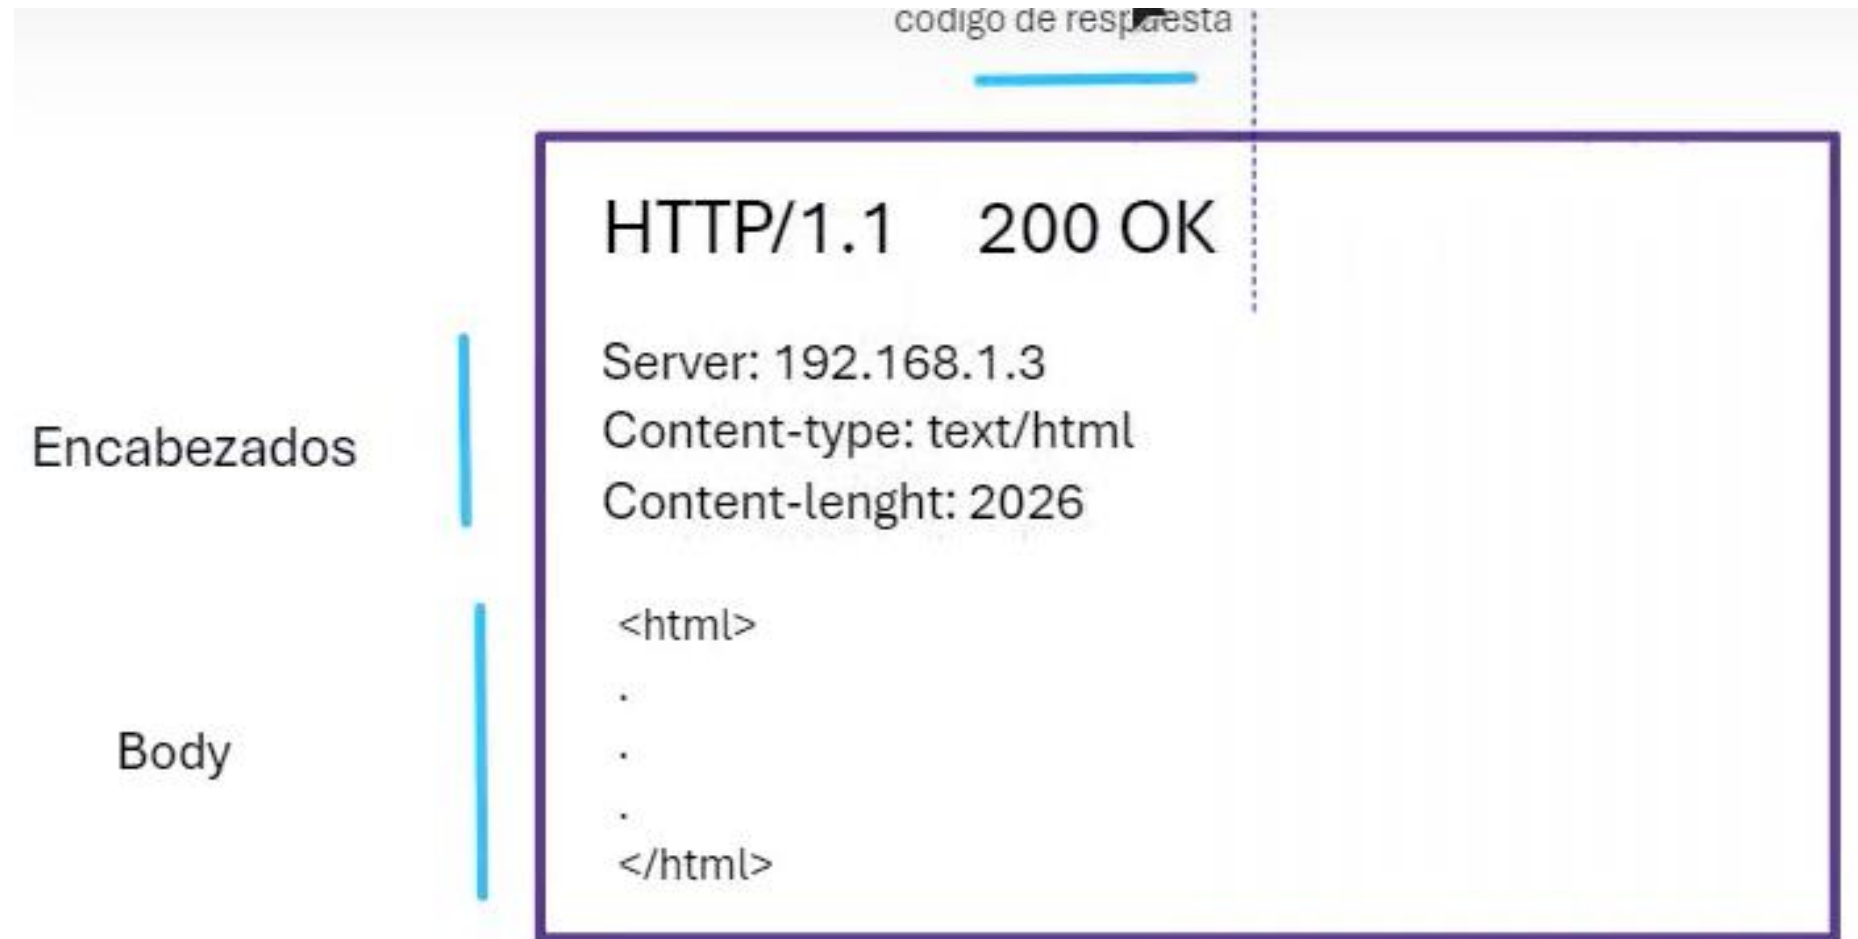 codigo de respuesta
HTTP/1.1 200 OK
Server: 192.168.1.3
Content-type: text/html
Content-lenght: 2026
Encabezados
<html>
.
.
.
</html>
Body